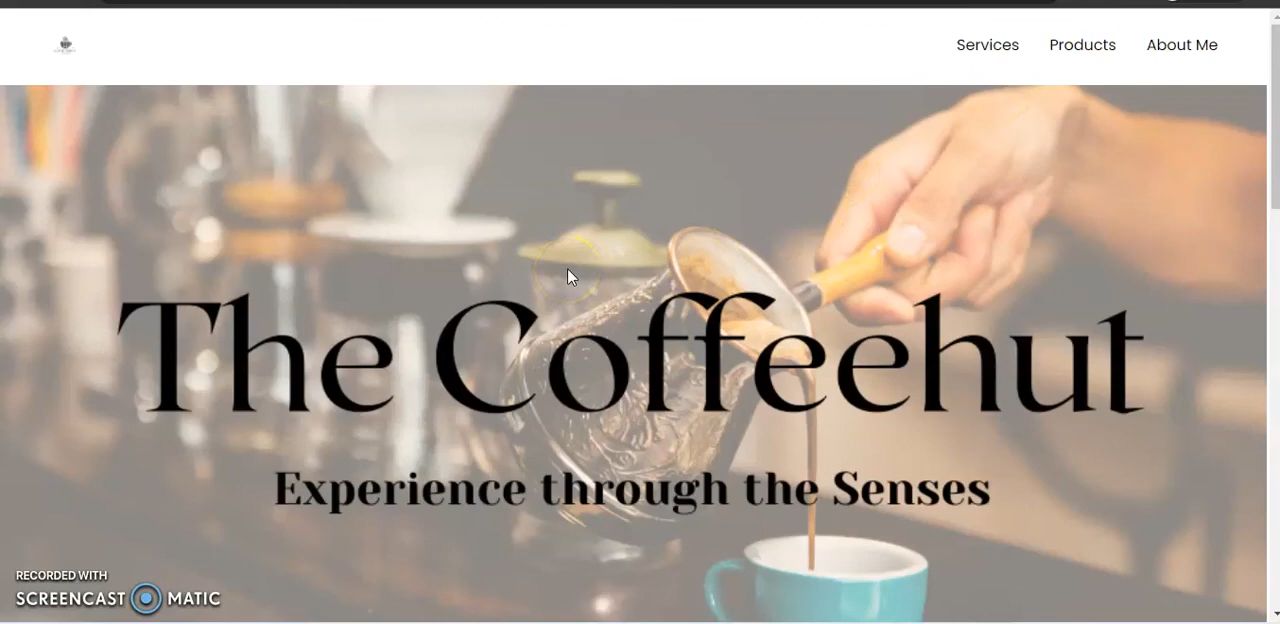 Services Products About Me
The Coffeehut
Experience through the Senses
RECORDED WITH
SCREENCAST MATIC